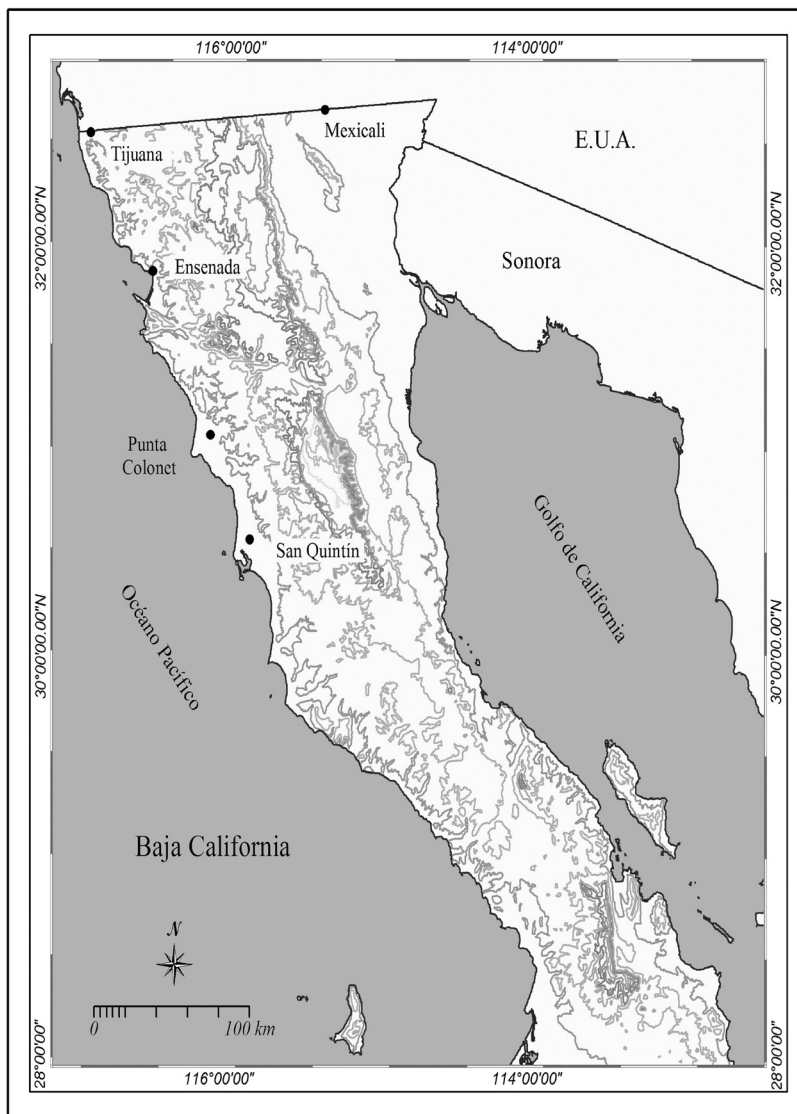 116°00'00"
114°00'00"
Mexicali
E.U.A.
Tijuana
32°00'00.00"N
32°00'00.00"N
Sonora
Ensenada
Punta
Colonet
Golfo de California
San Quintín
Océano Pacífico
30°00'00.00"N
30°00'00.00"N
Baja California
N
0
100 km
28°00'00"
28°00'00"
116°00'00"
114°00'00"